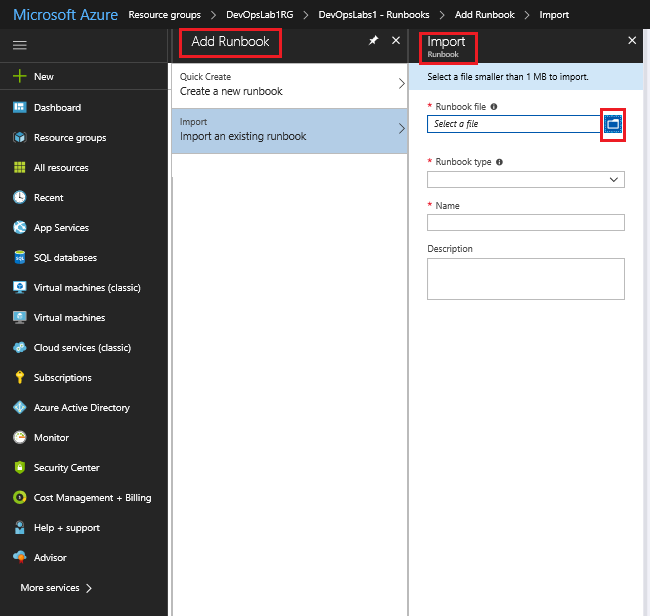 Microsoft Azure Resource groups > DevOpsLab1RG > DevOpsLabs1 - Runbooks > Add Runbook > Import
New
Dashboard
Resource groups
All resources
Recent
App Services
SQL databases
Virtual machines (classic)
Virtual machines
Cloud services (classic)
Subscriptions
Azure Active Directory
Monitor
Security Center
Cost Management + Billing
Help + support
Advisor
More services >
Add Runbook
Quick Create
Create a new runbook
Import
Import an existing runbook
Import
Runbook
Select a file smaller than 1 MB to import.
* Runbook file
Select a file
* Runbook type
* Name
Description